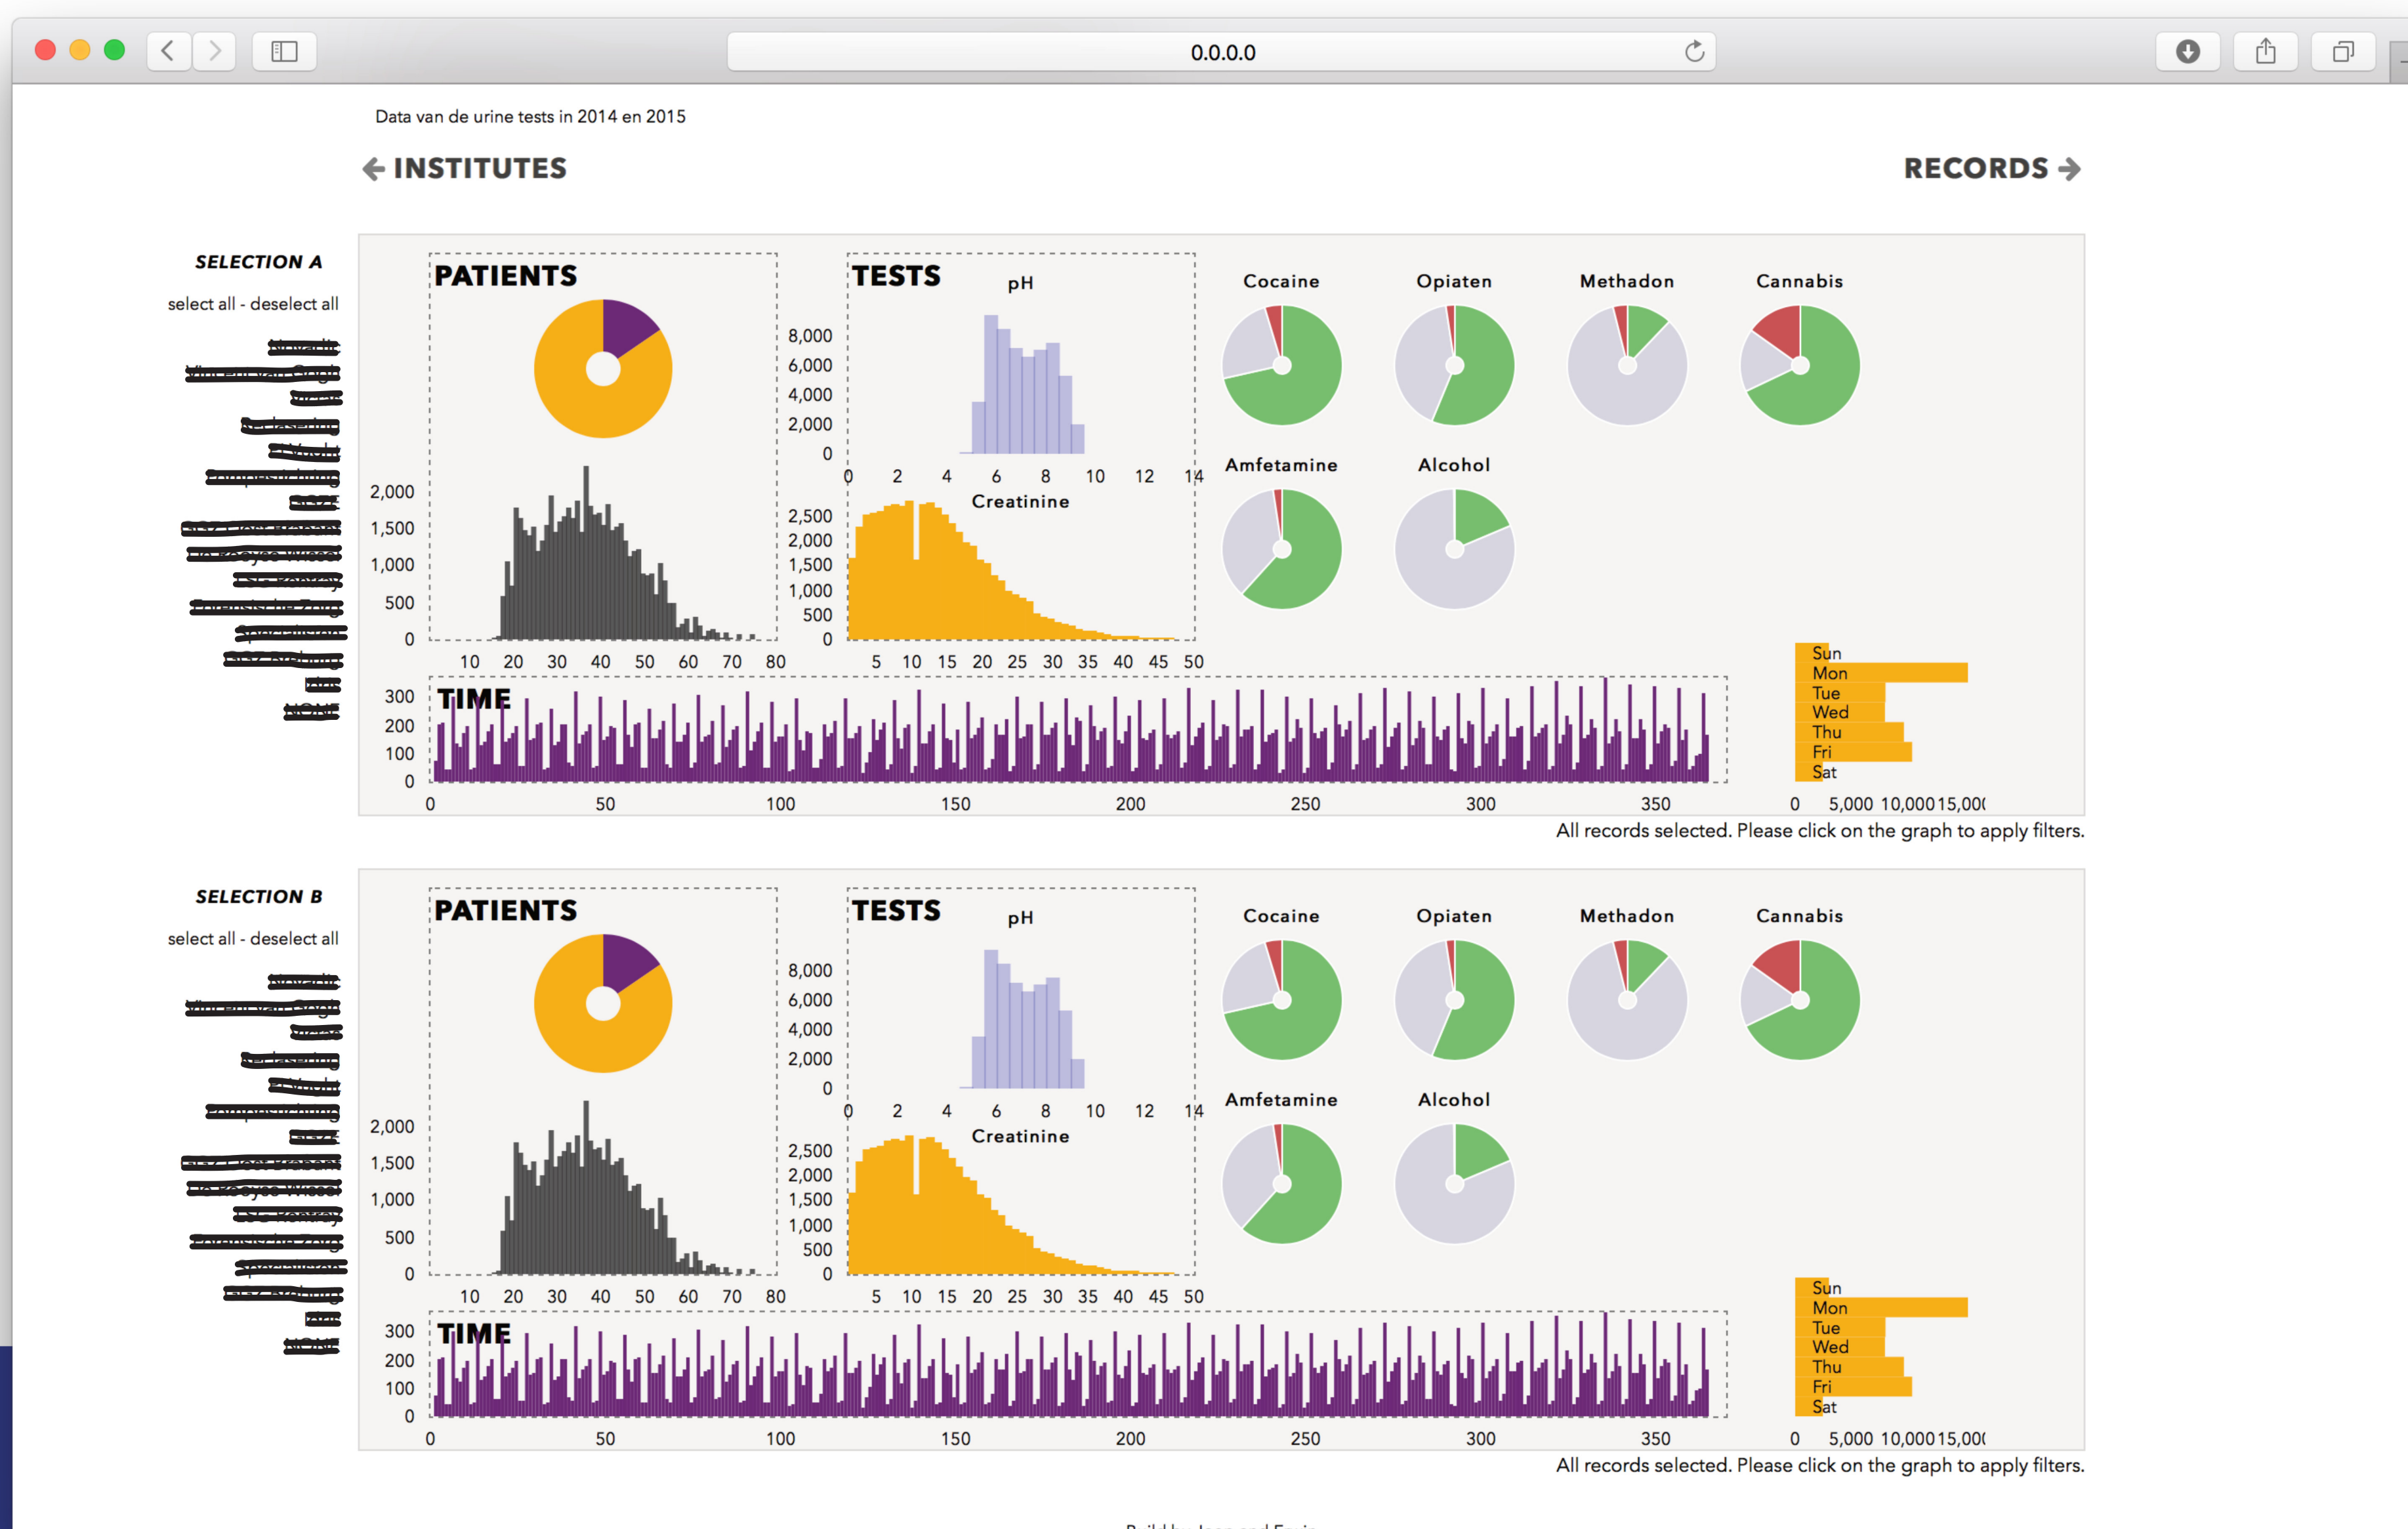 0.0.0.0
Data van de urine tests in 2014 en 2015
INSTITUTES
RECORDS
SELECTION A
select all - deselect all
PATIENTS
2,000
1,500
1,000
500
0
10 20 30 40 50 60 70 80
TESTS
pH
8,000
6,000
4,000
2,000
0
0 2 4 6 8 10 12 14
Creatinine
2,500
2,000
1,500
1,000
500
0
5 10 15 20 25 30 35 40 45 50
Cocaine Opiaten Methadon Cannabis
Amfetamine Alcohol
TIME
300
200
100
0
0 50 100 150 200 250 300 350
Sun
Mon
Tue
Wed
Thu
Fri
Sat
0 5,000 10,000 15,00
All records selected. Please click on the graph to apply filters.
SELECTION B
select all - deselect all
PATIENTS
2,000
1,500
1,000
500
0
10 20 30 40 50 60 70 80
TESTS
pH
8,000
6,000
4,000
2,000
0
0 2 4 6 8 10 12 14
Creatinine
2,500
2,000
1,500
1,000
500
0
5 10 15 20 25 30 35 40 45 50
Cocaine Opiaten Methadon Cannabis
Amfetamine Alcohol
TIME
300
200
100
0
0 50 100 150 200 250 300 350
Sun
Mon
Tue
Wed
Thu
Fri
Sat
0 5,000 10,000 15,00
All records selected. Please click on the graph to apply filters.